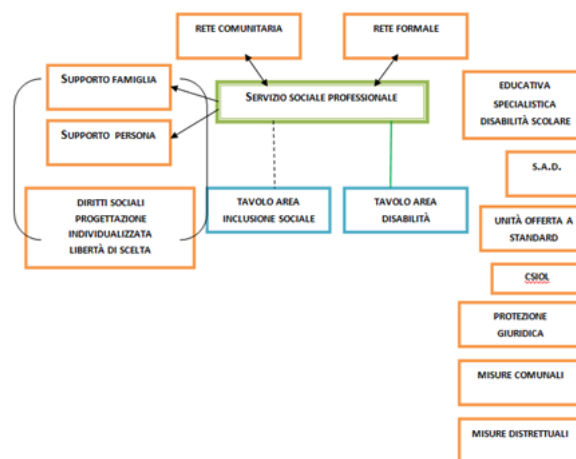 RETE COMUNITARIA
RETE FORMALE
SUPPORTO FAMIGLIA
SERVIZIO SOCIALE PROFESSIONALE
SUPPORTO PERSONA
DIRITTI SOCIALI
PROGETTAZIONE
INDIVIDUALIZZATA
LIBERTÀ DI SCELTA
TAVOLO AREA
INCLUSIONE SOCIALE
TAVOLO AREA
DISABILITÀ
EDUCATIVA
SPECIALISTICA
DISABILITÀ SCOLARE
S.A.D.
UNITÀ OFFERTA A
STANDARD
CSIOL
PROTEZIONE
GIURIDICA
MISURE COMUNALI
MISURE DISTRETTUALI